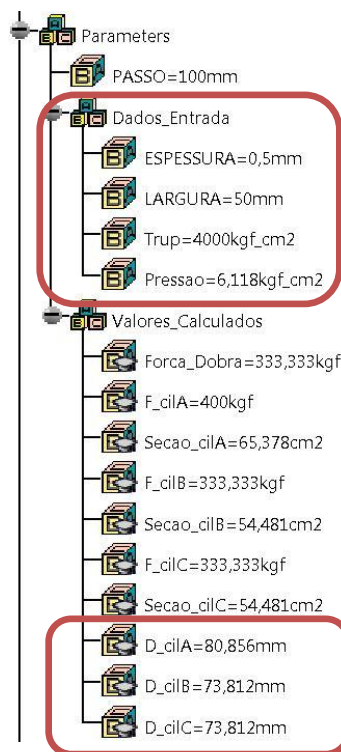 Parameters
PASSO=100mm
Dados_Entrada
ESPESSURA=0,5mm
LARGURA=50mm
Trup=4000kgf_cm2
Pressao=6,118kgf_cm2
Valores_Calculados
Forca_Dobra=333,333kgf
F_cilA=400kgf
Secao_cilA=65,378cm2
F_cilB=333,333kgf
Secao_cilB=54,481cm2
F_cilC=333,333kgf
Secao_cilC=54,481cm2
D_cilA=80,856mm
D_cilB=73,812mm
D_cilC=73,812mm